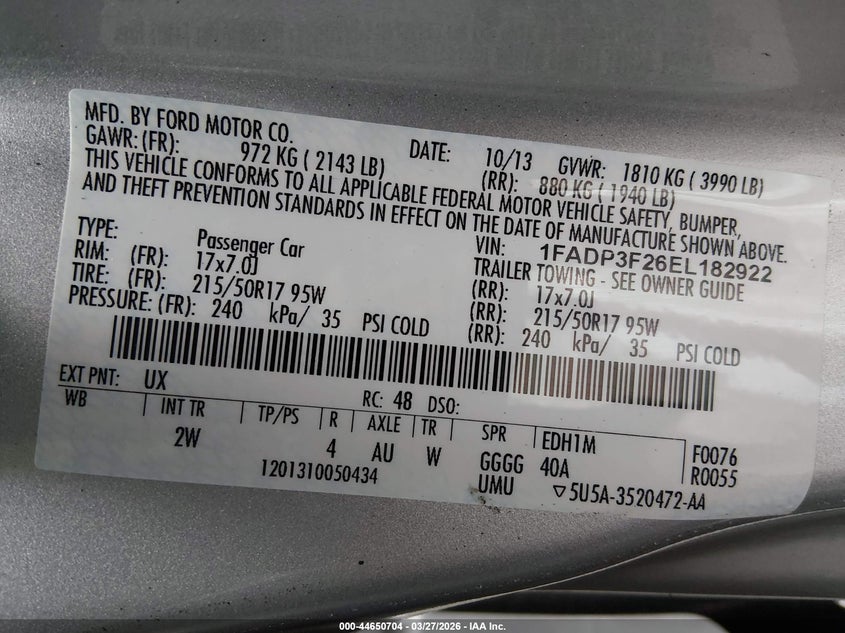 MFD. BY FORD MOTOR CO.
DATE: 10/13 GVWR: 1810 KG ( 3990 LB)
GAWR: (FR): 972 KG ( 2143 LB) (RR): 880 KG ( 1940 LB)
THIS VEHICLE CONFORMS TO ALL APPLICABLE FEDERAL MOTOR VEHICLE SAFETY, BUMPER,
AND THEFT PREVENTION STANDARDS IN EFFECT ON THE DATE OF MANUFACTURE SHOWN ABOVE.
VIN: 1FADP3F26EL182922
TYPE: Passenger Car TRAILER TOWING - SEE OWNER GUIDE
RIM: (FR): 17x7.0J (RR): 17x7.0J
TIRE: (FR): 215/50R17 95W (RR): 215/50R17 95W
PRESSURE: (FR): 240 kPa/ 35 PSI COLD (RR): 240 kPa/ 35 PSI COLD
EXT PNT: UX RC: 48 DSO:
WB INT TR TP/PS R AXLE TR SPR EDH1M F0076
2W 4 AU W GGGG 40A R0055
1201310050434 UMU ▽5U5A-3520472-AA
000-44650704 - 03/27/2026 - IAA Inc.